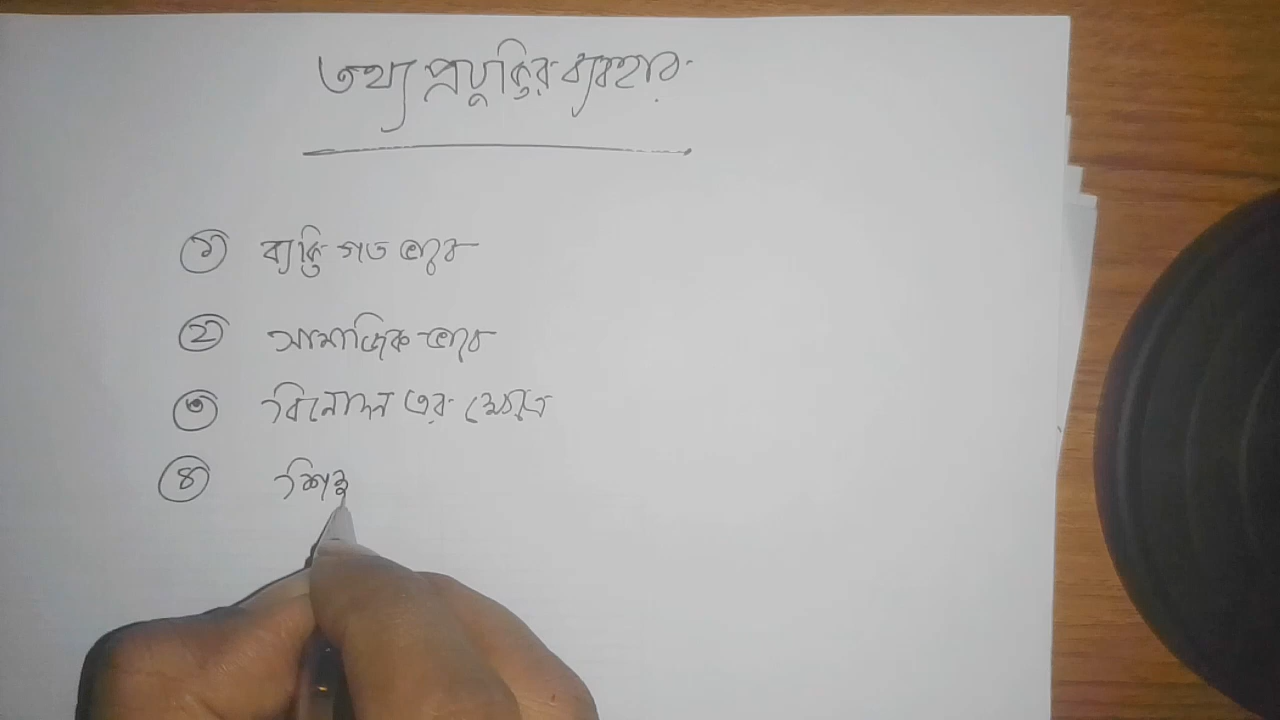 তথ্য প্রযুক্তির ব্যবহার
১ ব্যক্তি গত ভাবে
২ সামাজিক ভাবে
৩ বিনোদন এর ক্ষেত্রে
৪